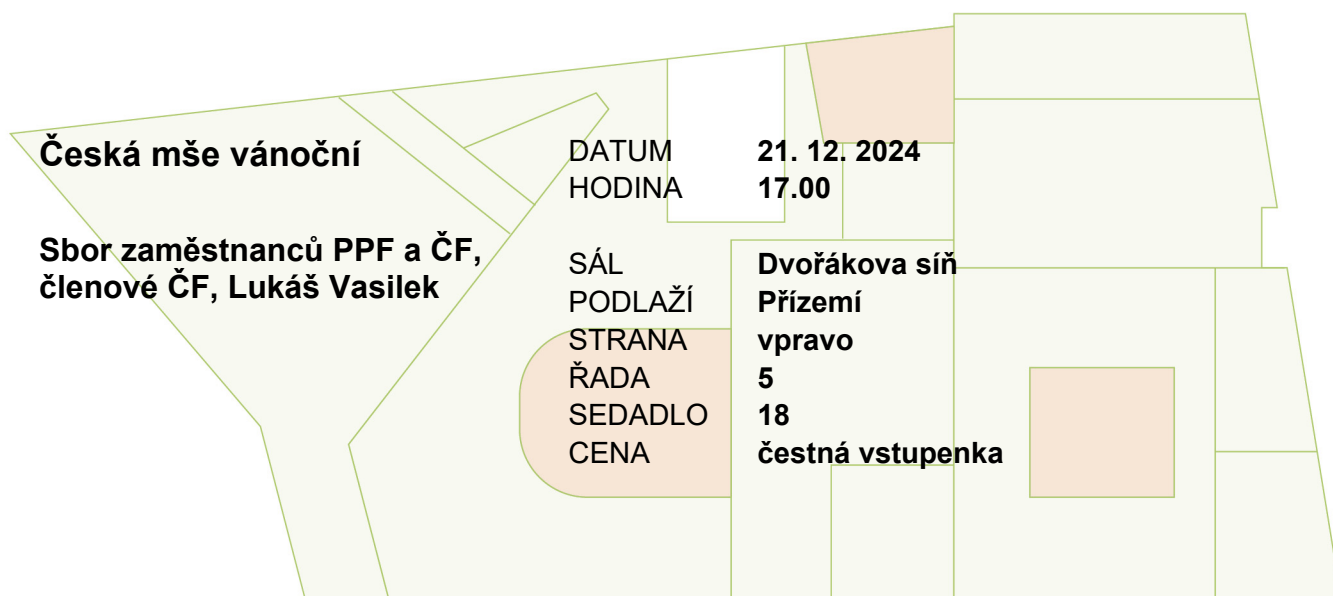 Česká mše vánoční
Sbor zaměstnanců PPF a ČF,
členové ČF, Lukáš Vasilek
DATUM 21. 12. 2024
HODINA 17.00
SÁL Dvořákova síň
PODLAŽÍ Přízemí
STRANA vpravo
ŘADA 5
SEDADLO 18
CENA čestná vstupenka